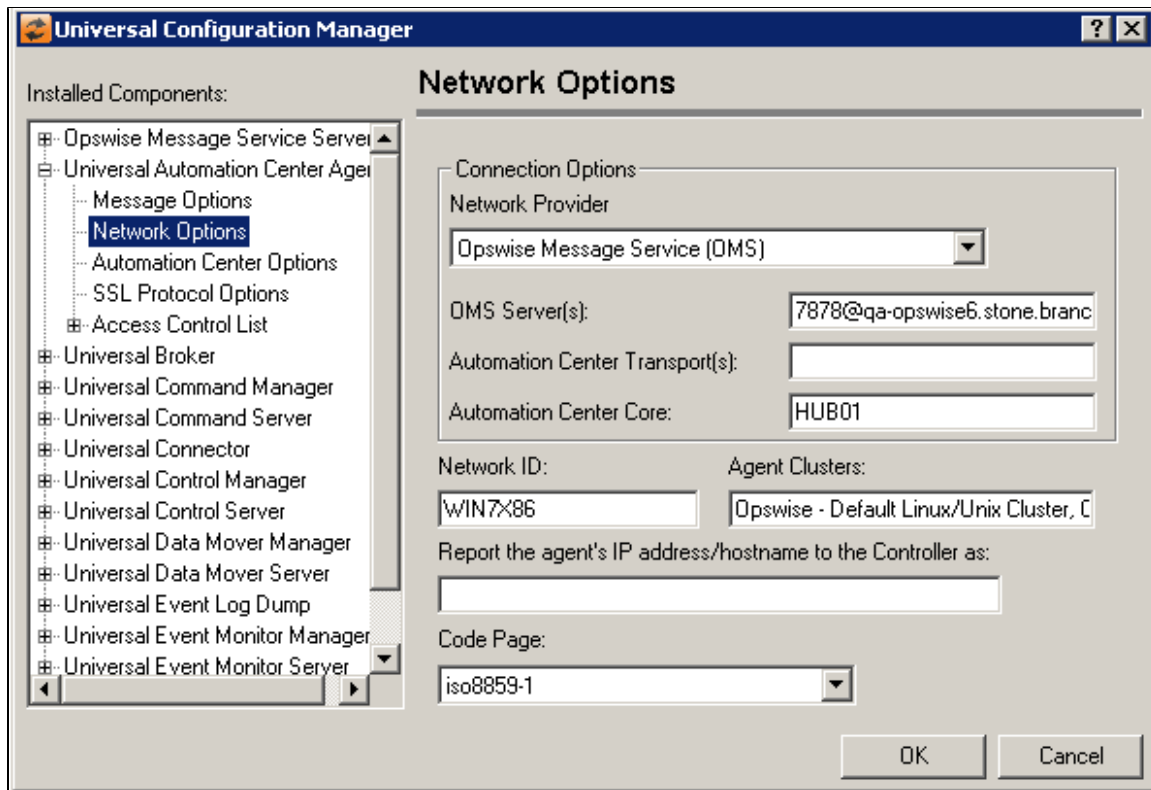 Universal Configuration Manager
Installed Components:
Opswise Message Service Server
Universal Automation Center Agen
Message Options
Network Options
Automation Center Options
SSL Protocol Options
Access Control List
Universal Broker
Universal Command Manager
Universal Command Server
Universal Connector
Universal Control Manager
Universal Control Server
Universal Data Mover Manager
Universal Data Mover Server
Universal Event Log Dump
Universal Event Monitor Manager
Universal Event Monitor Server
Network Options
Connection Options
Network Provider
Opswise Message Service (OMS)
OMS Server(s): 7878@qa-opswise6.stone.branc
Automation Center Transport(s):
Automation Center Core: HUB01
Network ID: Agent Clusters:
WIN7X86 Opswise - Default Linux/Unix Cluster, O
Report the agent's IP address/hostname to the Controller as:
Code Page:
iso8859-1
OK Cancel